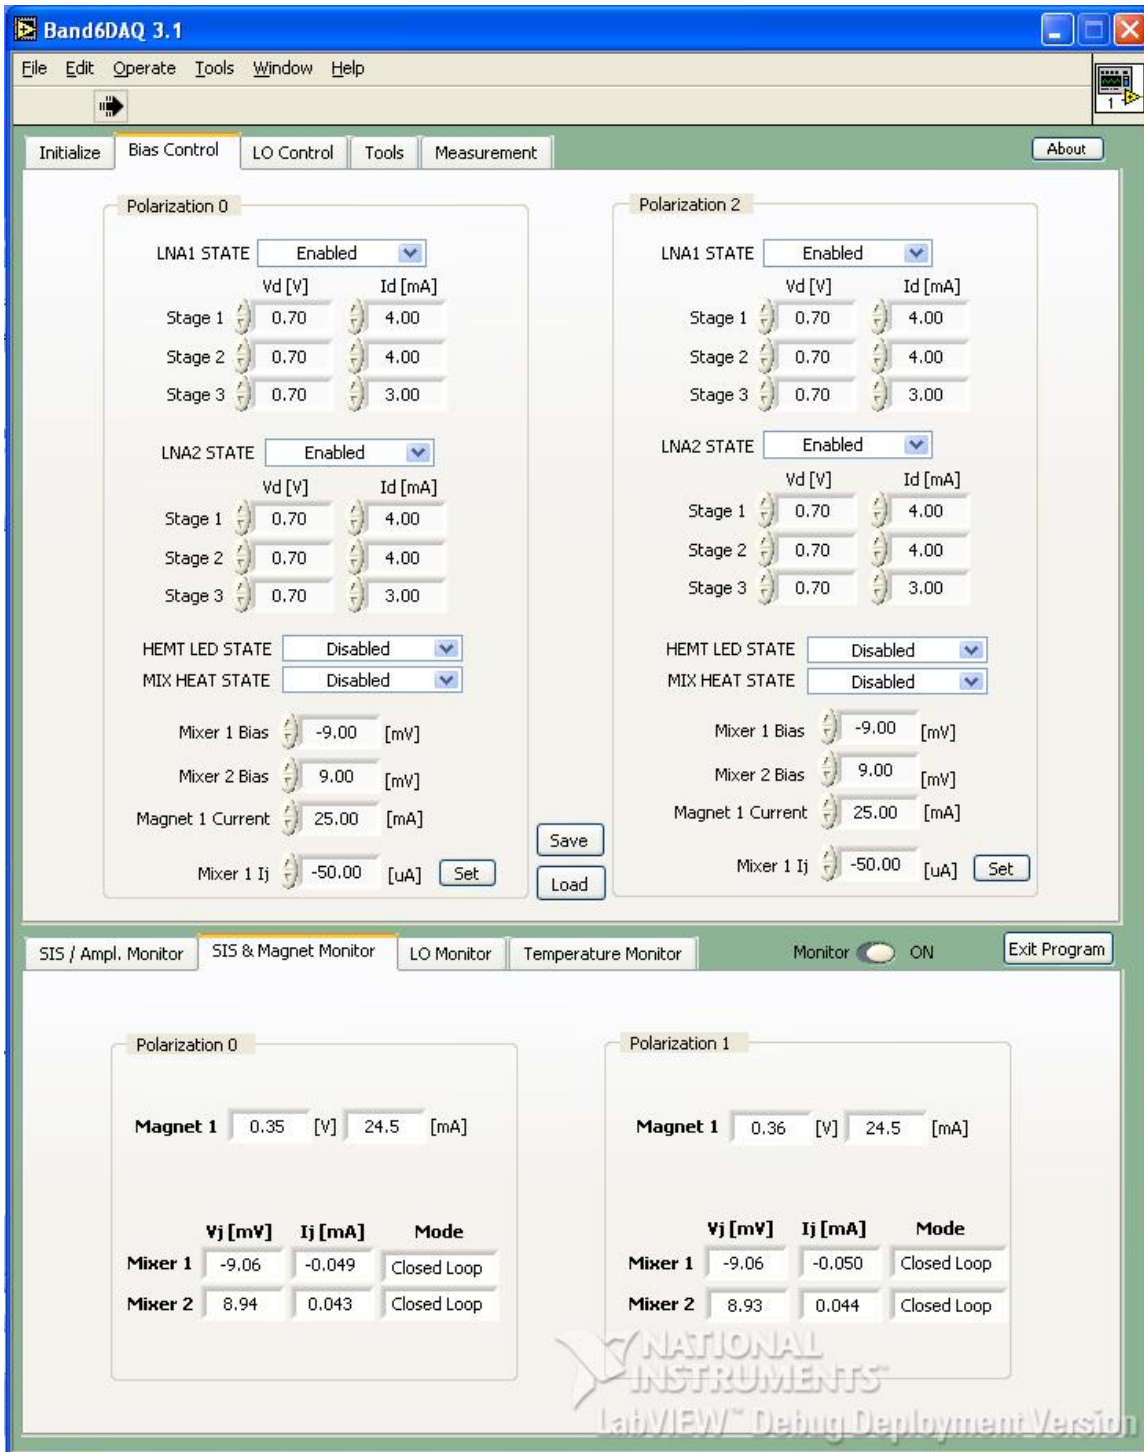 Band6DAQ 3.1
File Edit Operate Tools Window Help
1
Initialize Bias Control LO Control Tools Measurement About
Polarization 0
LNA1 STATE Enabled
Vd [V] Id [mA]
Stage 1 0.70 4.00
Stage 2 0.70 4.00
Stage 3 0.70 3.00
LNA2 STATE Enabled
Vd [V] Id [mA]
Stage 1 0.70 4.00
Stage 2 0.70 4.00
Stage 3 0.70 3.00
HEMT LED STATE Disabled
MIX HEAT STATE Disabled
Mixer 1 Bias -9.00 [mV]
Mixer 2 Bias 9.00 [mV]
Magnet 1 Current 25.00 [mA]
Mixer 1 Ij -50.00 [uA] Set
Save
Load
Polarization 2
LNA1 STATE Enabled
Vd [V] Id [mA]
Stage 1 0.70 4.00
Stage 2 0.70 4.00
Stage 3 0.70 3.00
LNA2 STATE Enabled
Vd [V] Id [mA]
Stage 1 0.70 4.00
Stage 2 0.70 4.00
Stage 3 0.70 3.00
HEMT LED STATE Disabled
MIX HEAT STATE Disabled
Mixer 1 Bias -9.00 [mV]
Mixer 2 Bias 9.00 [mV]
Magnet 1 Current 25.00 [mA]
Mixer 1 Ij -50.00 [uA] Set
SIS / Ampl. Monitor SIS & Magnet Monitor LO Monitor Temperature Monitor Monitor ON Exit Program
Polarization 0
Magnet 1 0.35 [V] 24.5 [mA]
Vj [mV] Ij [mA] Mode
Mixer 1 -9.06 -0.049 Closed Loop
Mixer 2 8.94 0.043 Closed Loop
Polarization 1
Magnet 1 0.36 [V] 24.5 [mA]
Vj [mV] Ij [mA] Mode
Mixer 1 -9.06 -0.050 Closed Loop
Mixer 2 8.93 0.044 Closed Loop
NATIONAL
INSTRUMENTS™
LabVIEW™ Debug Deployment Version